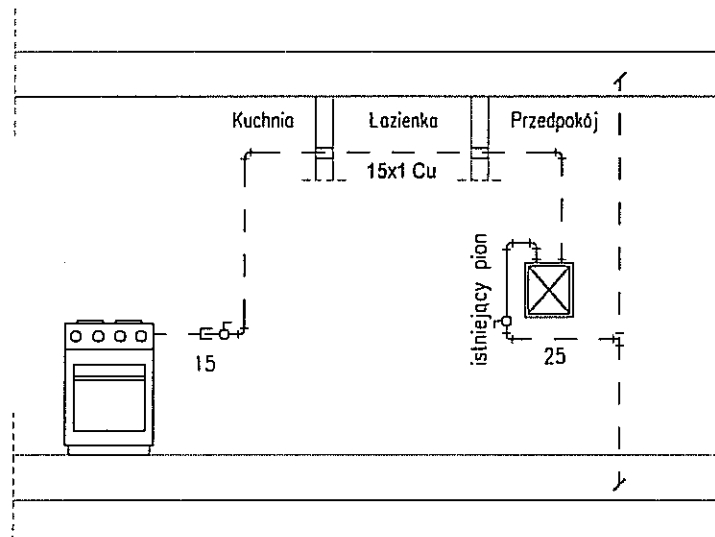 Kuchnia
Łazienka
Przedpokój
15x1 Cu
istniejący pion
15
25